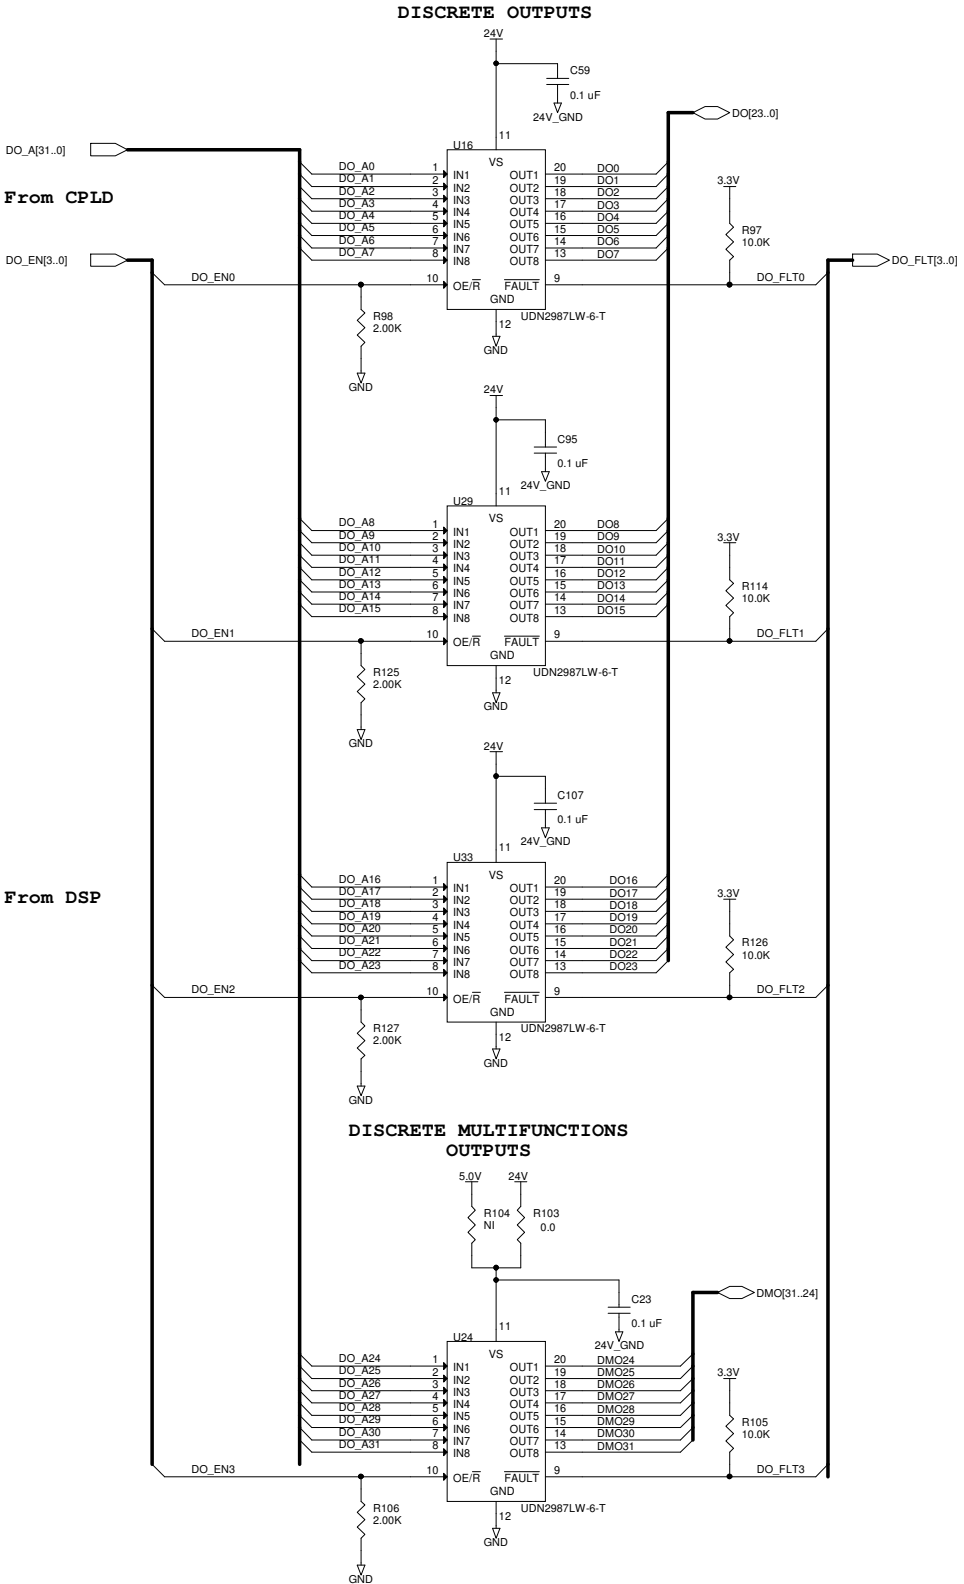 DISCRETE OUTPUTS
24V
C59
0.1 uF
24V_GND
DO[23..0]
DO_A[31..0]
From CPLD
DO_EN[3..0]
DO_FLT[3..0]
11
U16
VS
DO_A0 1 IN1 OUT1 20 DO0
DO_A1 2 IN2 OUT2 19 DO1
DO_A2 3 IN3 OUT3 18 DO2
DO_A3 4 IN4 OUT4 17 DO3
DO_A4 5 IN5 OUT5 16 DO4
DO_A5 6 IN6 OUT6 15 DO5
DO_A6 7 IN7 OUT7 14 DO6
DO_A7 8 IN8 OUT8 13 DO7
3.3V
R97
10.0K
DO_EN0 10 OE/R FAULT 9 DO_FLT0
GND
12
UDN2987LW-6-T
GND
R98
2.00K
GND
24V
C95
0.1 uF
24V_GND
11
U29
VS
DO_A8 1 IN1 OUT1 20 DO8
DO_A9 2 IN2 OUT2 19 DO9
DO_A10 3 IN3 OUT3 18 DO10
DO_A11 4 IN4 OUT4 17 DO11
DO_A12 5 IN5 OUT5 16 DO12
DO_A13 6 IN6 OUT6 15 DO13
DO_A14 7 IN7 OUT7 14 DO14
DO_A15 8 IN8 OUT8 13 DO15
3.3V
R114
10.0K
DO_EN1 10 OE/R FAULT 9 DO_FLT1
GND
12
UDN2987LW-6-T
GND
R125
2.00K
GND
24V
C107
0.1 uF
24V_GND
11
U33
VS
From DSP
DO_A16 1 IN1 OUT1 20 DO16
DO_A17 2 IN2 OUT2 19 DO17
DO_A18 3 IN3 OUT3 18 DO18
DO_A19 4 IN4 OUT4 17 DO19
DO_A20 5 IN5 OUT5 16 DO20
DO_A21 6 IN6 OUT6 15 DO21
DO_A22 7 IN7 OUT7 14 DO22
DO_A23 8 IN8 OUT8 13 DO23
3.3V
R126
10.0K
DO_EN2 10 OE/R FAULT 9 DO_FLT2
GND
12
UDN2987LW-6-T
GND
R127
2.00K
GND
DISCRETE MULTIFUNCTIONS
OUTPUTS
5.0V 24V
R104 R103
NI 0.0
C23
0.1 uF
24V_GND
DMO[31..24]
11
U24
VS
DO_A24 1 IN1 OUT1 20 DMO24
DO_A25 2 IN2 OUT2 19 DMO25
DO_A26 3 IN3 OUT3 18 DMO26
DO_A27 4 IN4 OUT4 17 DMO27
DO_A28 5 IN5 OUT5 16 DMO28
DO_A29 6 IN6 OUT6 15 DMO29
DO_A30 7 IN7 OUT7 14 DMO30
DO_A31 8 IN8 OUT8 13 DMO31
3.3V
R105
10.0K
DO_EN3 10 OE/R FAULT 9 DO_FLT3
GND
12
UDN2987LW-6-T
GND
R106
2.00K
GND